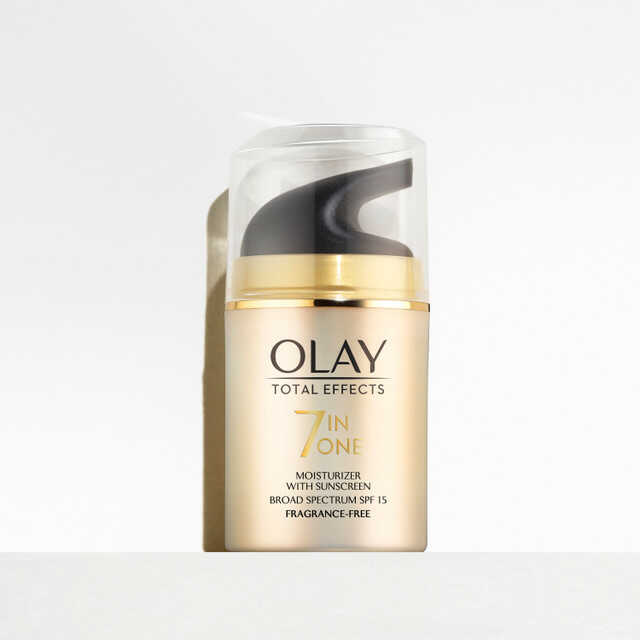 OLAY
TOTAL EFFECTS
7 IN
ONE
MOISTURIZER
WITH SUNSCREEN
BROAD SPECTRUM SPF 15
FRAGRANCE-FREE